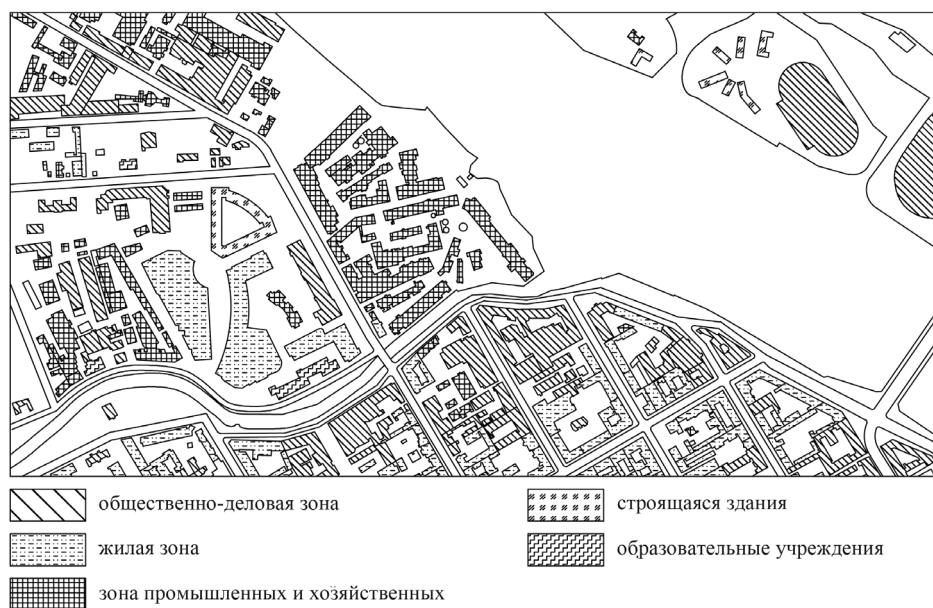 общественно-деловая зона
строящаяся здания
жилая зона
образовательные учреждения
зона промышленных и хозяйственных